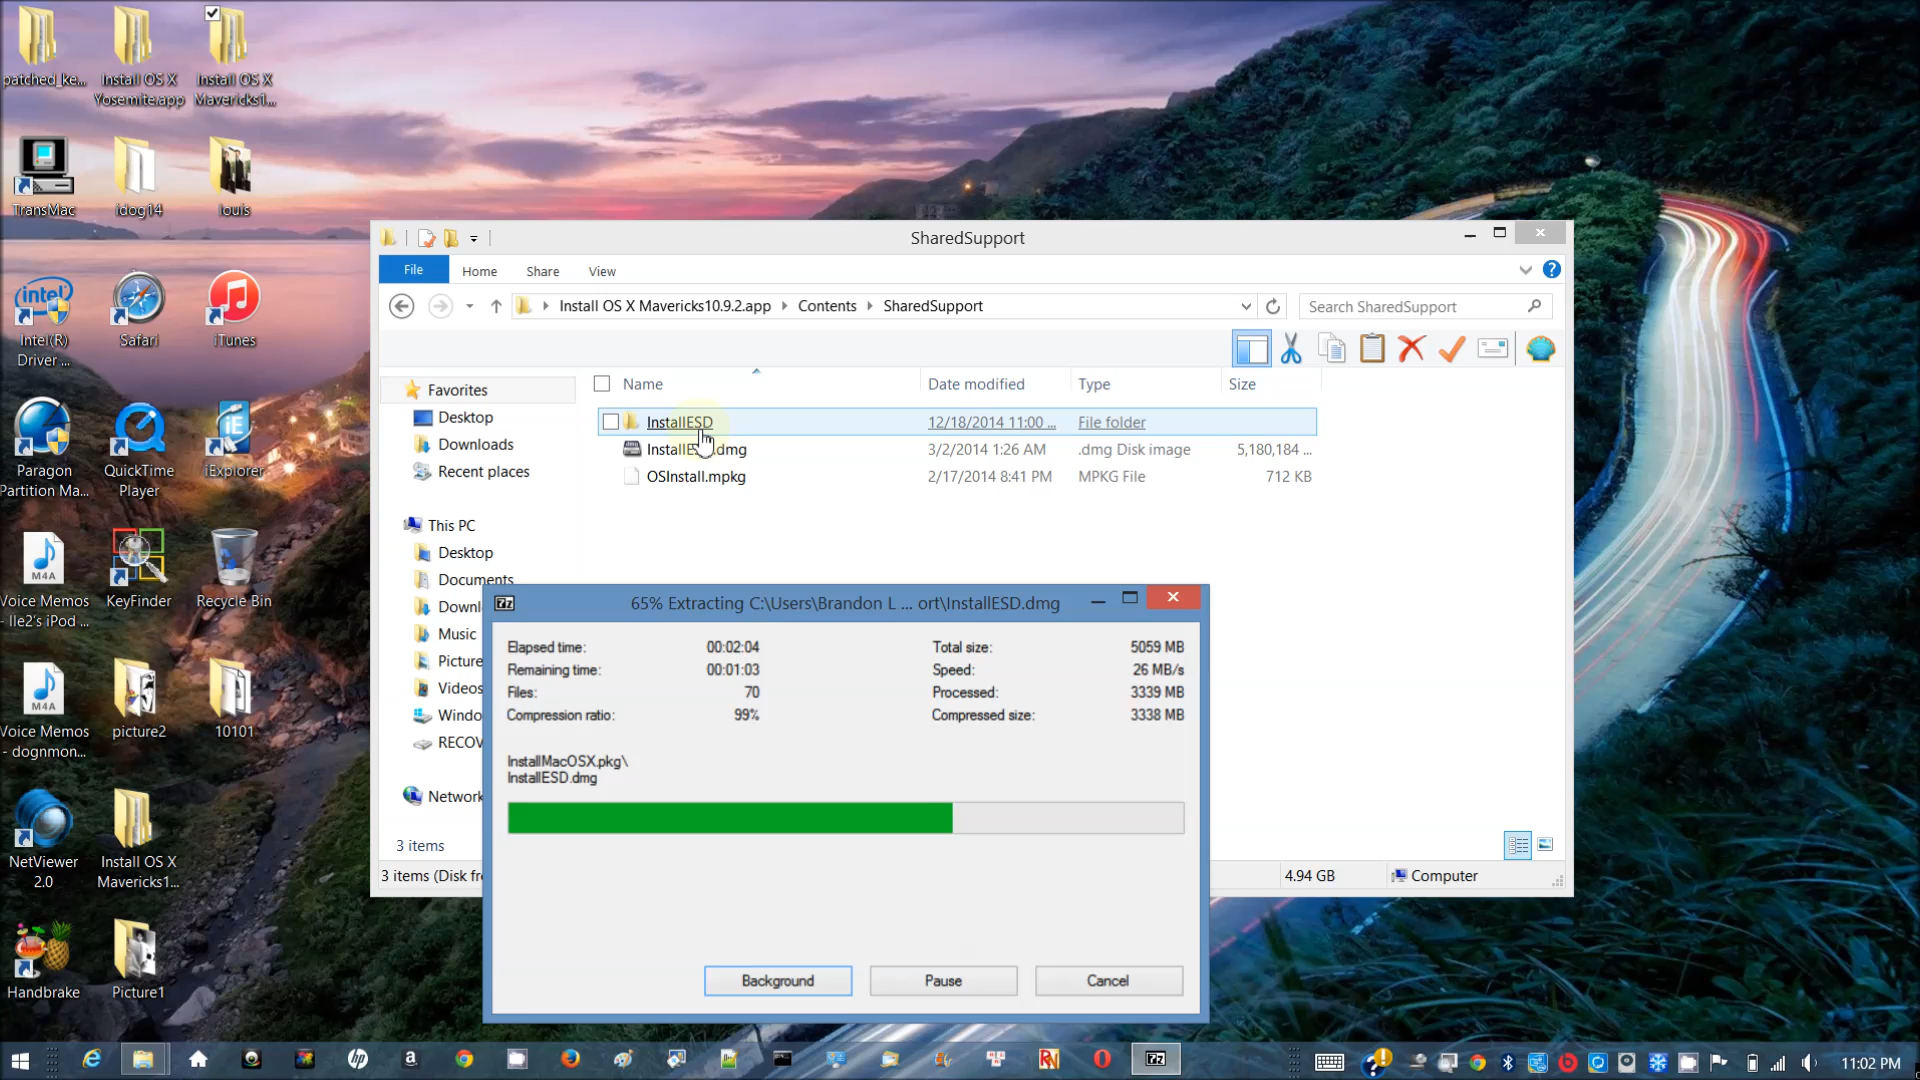 patched_ke...
Install OS X
Yosemite.app
Install OS X
Mavericks1...
TransMac
idog14
louis
Intel(R)
Driver ...
Safari
iTunes
Paragon
Partition Ma...
QuickTime
Player
iExplorer
Voice Memos
- lle2's iPod ...
KeyFinder
Recycle Bin
Voice Memos
- dognmon...
picture2
10101
NetViewer
2.0
Install OS X
Mavericks1...
Handbrake
Picture1
SharedSupport
File
Home
Share
View
Install OS X Mavericks10.9.2.app
Contents
SharedSupport
Search SharedSupport
Favorites
Desktop
Downloads
Recent places
This PC
Desktop
Documents
Downl
Music
Picture
Videos
Windo
RECOV
Network
Name
Date modified
Type
Size
InstallESD
12/18/2014 11:00 ...
File folder
InstallES .dmg
3/2/2014 1:26 AM
.dmg Disk image
5,180,184 ...
OSInstall.mpkg
2/17/2014 8:41 PM
MPKG File
712 KB
3 items
3 items (Disk fr
4.94 GB
Computer
7z
65% Extracting C:\Users\Brandon L ... ort\InstallESD.dmg
Elapsed time: 00:02:04
Total size: 5059 MB
Remaining time: 00:01:03
Speed: 26 MB/s
Files: 70
Processed: 3339 MB
Compression ratio: 99%
Compressed size: 3338 MB
InstallMacOSX.pkg\
InstallESD.dmg
Background
Pause
Cancel
11:02 PM